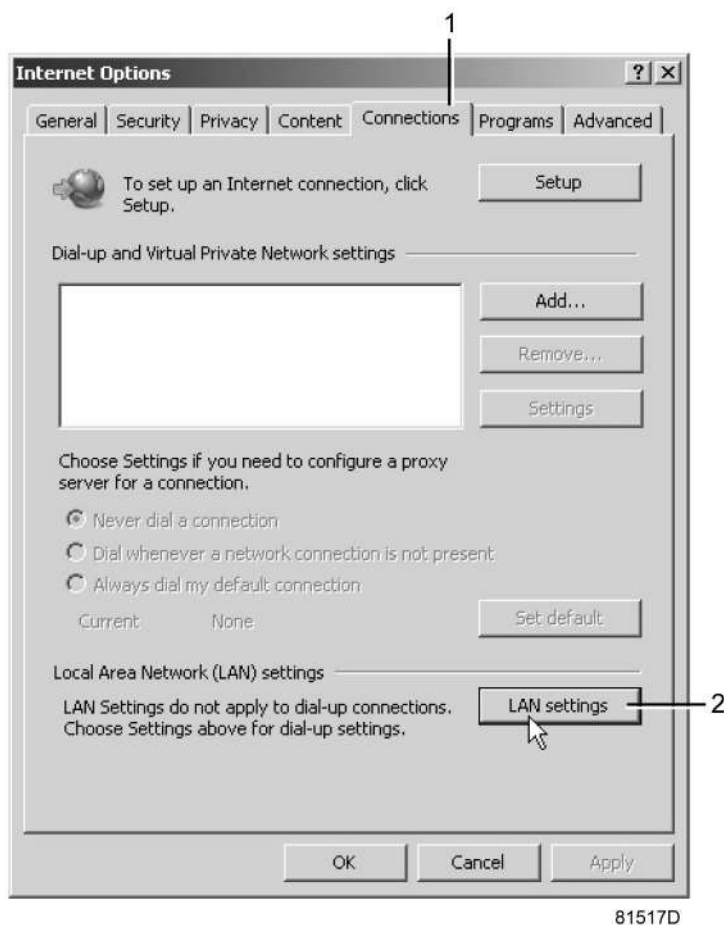 1
Internet Options
General Security Privacy Content Connections Programs Advanced
To set up an Internet connection, click
Setup.
Setup
Dial-up and Virtual Private Network settings
Add...
Remove...
Settings
Choose Settings if you need to configure a proxy
server for a connection.
Never dial a connection
Dial whenever a network connection is not present
Always dial my default connection
Current None
Set default
Local Area Network (LAN) settings
LAN Settings do not apply to dial-up connections.
Choose Settings above for dial-up settings.
LAN settings
2
OK Cancel Apply
81517D